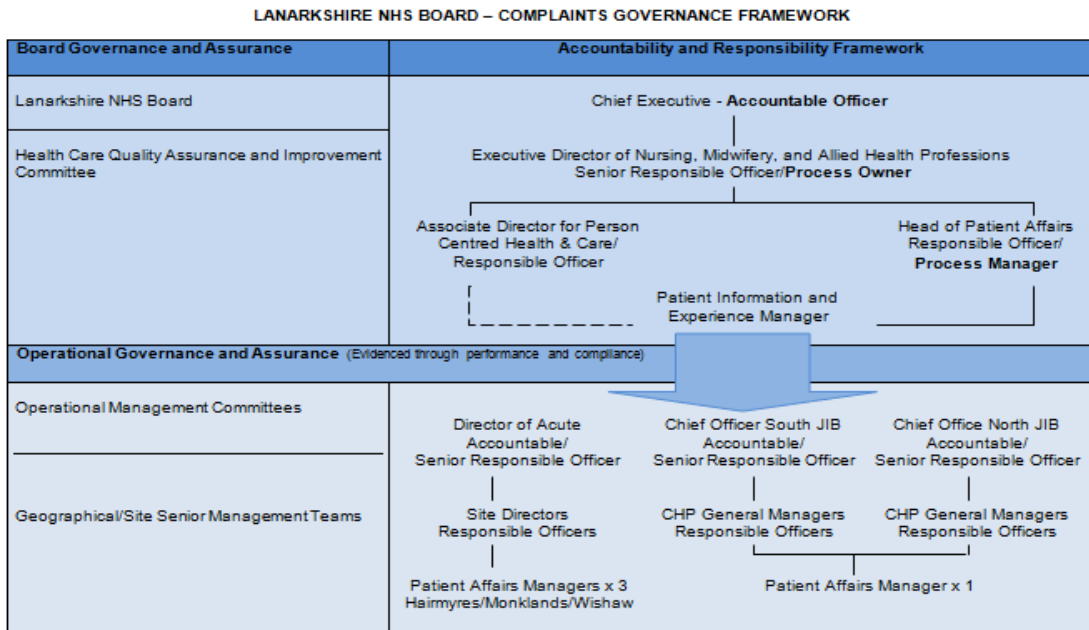 LANARKSHIRE NHS BOARD – COMPLAINTS GOVERNANCE FRAMEWORK
Board Governance and Assurance
Accountability and Responsibility Framework
Lanarkshire NHS Board
Chief Executive - Accountable Officer
Health Care Quality Assurance and Improvement
Committee
Executive Director of Nursing, Midwifery, and Allied Health Professions
Senior Responsible Officer/Process Owner
Associate Director for Person
Centred Health & Care/
Responsible Officer
Head of Patient Affairs
Responsible Officer/
Process Manager
Patient Information and
Experience Manager
Operational Governance and Assurance (Evidenced through performance and compliance)
Operational Management Committees
Director of Acute
Accountable/
Senior Responsible Officer
Chief Officer South JIB
Accountable/
Senior Responsible Officer
Chief Office North JIB
Accountable/
Senior Responsible Officer
Geographical/Site Senior Management Teams
Site Directors
Responsible Officers
CHP General Managers
Responsible Officers
CHP General Managers
Responsible Officers
Patient Affairs Managers x 3
Hairmyres/Monklands/Wishaw
Patient Affairs Manager x 1